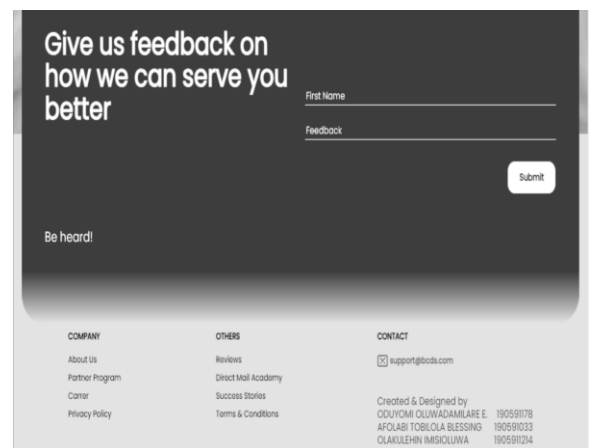 Give us feedback on
how we can serve you
better
First Name
Feedback
Submit
Be heard!
COMPANY
About Us
Partner Program
Carrer
Privacy Policy
OTHERS
Reviews
Direct Mail Academy
Success Stories
Terms & Conditions
CONTACT
support@bcds.com
Created & Designed by
ODUYOMI OLUWADAMILARE E. 190591178
AFOLABI TOBILOLA BLESSING 190591033
OLAKULEHIN IMISIOLUWA 190591214